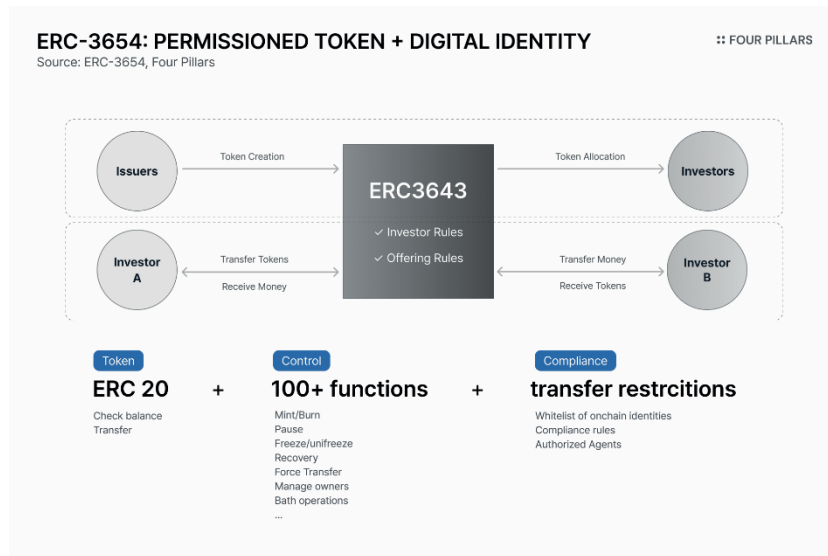 ERC-3654: PERMISSIONED TOKEN + DIGITAL IDENTITY
:: FOUR PILLARS
Source: ERC-3654, Four Pillars
Issuers
Token Creation
ERC3643
✓ Investor Rules
✓ Offering Rules
Token Allocation
Investors
Investor
A
Transfer Tokens
Receive Money
Transfer Money
Receive Tokens
Investor
B
Token
ERC 20
Check balance
Transfer
+
Control
100+ functions
Mint/Burn
Pause
Freeze/unifreeze
Recovery
Force Transfer
Manage owners
Bath operations
...
+
Compliance
transfer restrcitions
Whitelist of onchain identities
Compliance rules
Authorized Agents